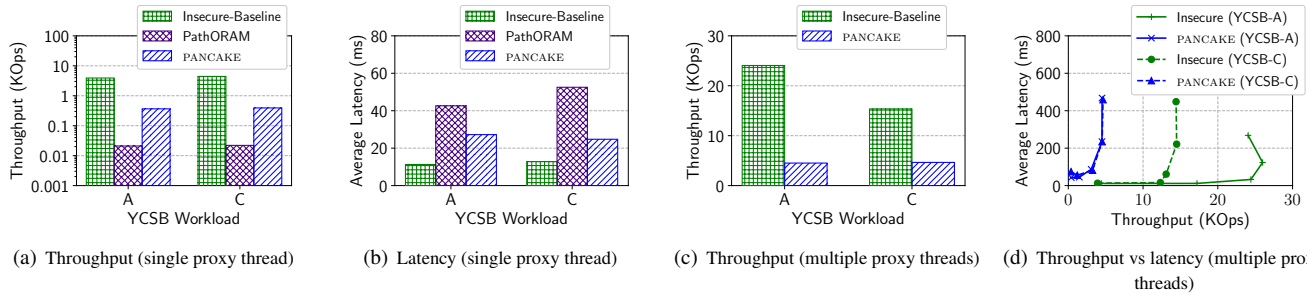 Insecure-Baseline
PathORAM
PANCAKE
Throughput (KOps)
100
10
1
0.1
0.01
0.001
A
C
YCSB Workload
(a) Throughput (single proxy thread)
Insecure-Baseline
PathORAM
PANCAKE
Average Latency (ms)
80
60
40
20
0
A
C
YCSB Workload
(b) Latency (single proxy thread)
Insecure-Baseline
PANCAKE
Throughput (KOps)
30
20
10
0
A
C
YCSB Workload
(c) Throughput (multiple proxy threads)
Insecure (YCSB-A)
PANCAKE (YCSB-A)
Insecure (YCSB-C)
PANCAKE (YCSB-C)
Average Latency (ms)
800
600
400
200
0
0
10
20
30
Throughput (KOps)
(d) Throughput vs latency (multiple pro
threads)